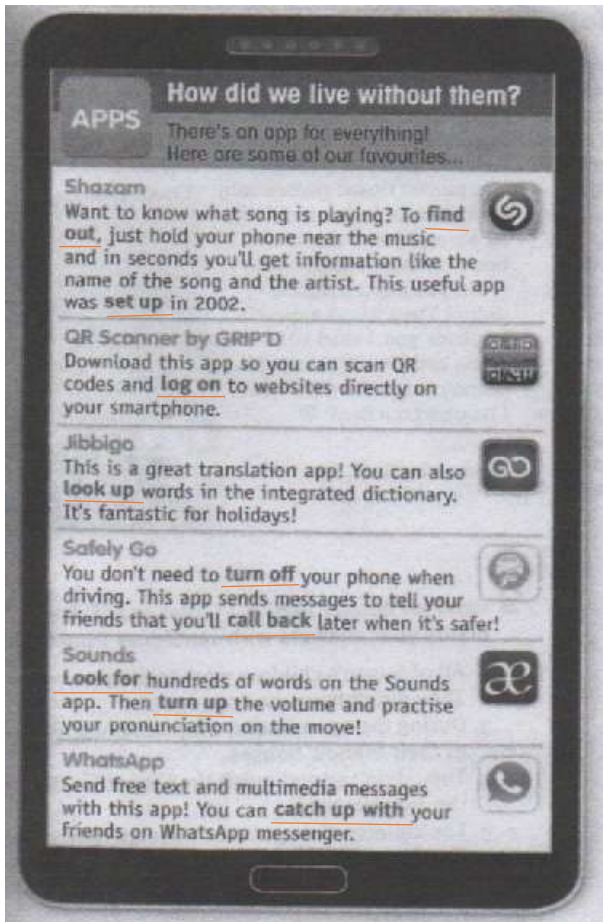 APPS
How did we live without them?
There's an app for everything!
Here are some of our favourites...
Shazam
Want to know what song is playing? To find
out, just hold your phone near the music
and in seconds you'll get information like the
name of the song and the artist. This useful app
was set up in 2002.
QR Scanner by GRIP'D
Download this app so you can scan QR
codes and log on to websites directly on
your smartphone.
Jibbigo
This is a great translation app! You can also
look up words in the integrated dictionary.
It's fantastic for holidays!
Safely Go
You don't need to turn off your phone when
driving. This app sends messages to tell your
friends that you'll call back later when it's safer!
Sounds
Look for hundreds of words on the Sounds
app. Then turn up the volume and practise
your pronunciation on the move!
æ
WhatsApp
Send free text and multimedia messages
with this app! You can catch up with your
friends on WhatsApp messenger.